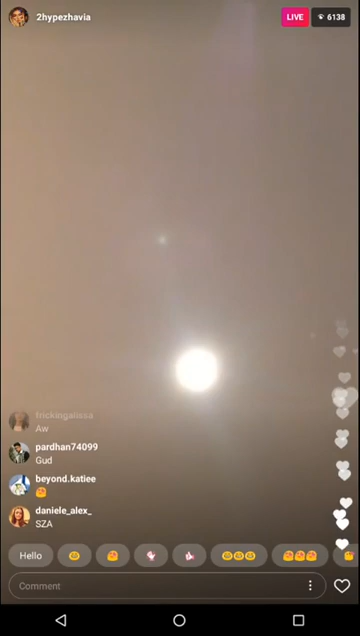 2hypezhavia
LIVE 6138
frickingalissa
Aw
pardhan74099
Gud
beyond.katiee
daniele_alex_
SZA
Hello
Comment